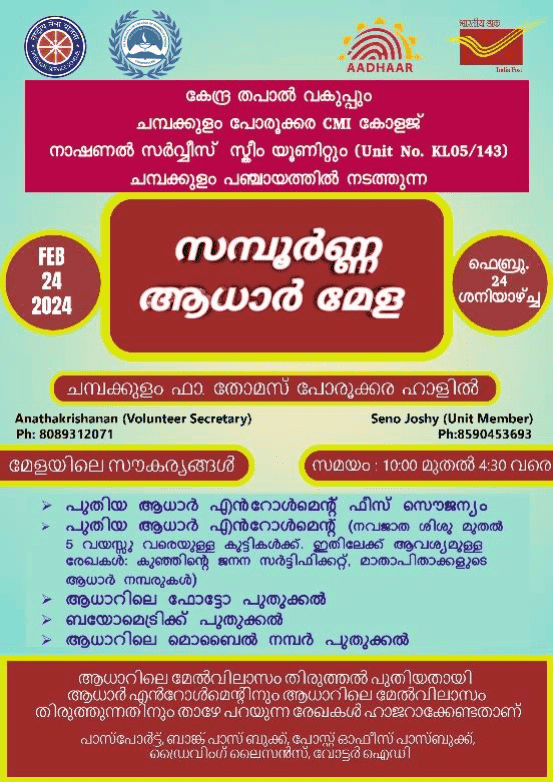 AADHAAR
भारतीय डाक
India Post
കേന്ദ്ര തപാൽ വകുപ്പും
ചമ്പക്കുളം പോരൂക്കര CMI കോളജ്
നാഷണൽ സർവ്വീസ് സ്കീം യൂണിറ്റും (Unit No. KL05/143)
ചമ്പക്കുളം പഞ്ചായത്തിൽ നടത്തുന്ന
FEB
24
2024
സമ്പൂർണ്ണ
ആധാർ മേള
ഫെബ്രു.
24
ശനിയാഴ്ച്ച
ചമ്പക്കുളം ഫാ. തോമസ് പോരൂക്കര ഹാളിൽ
Anathakrishanan (Volunteer Secretary)
Ph: 8089312071
Seno Joshy (Unit Member)
Ph:8590453693
മേളയിലെ സൗകര്യങ്ങൾ
സമയം : 10:00 മുതൽ 4:30 വരെ
➢ പുതിയ ആധാർ എൻറോൾമെന്റ് ഫീസ് സൌജന്യം
➢ പുതിയ ആധാർ എൻറോൾമെന്റ് (നവജാത ശിശു മുതൽ
5 വയസ്സു വരെയുള്ള കുട്ടികൾക്ക്. ഇതിലേക്ക് ആവശ്യമുള്ള
രേഖകൾ: കുഞ്ഞിന്റെ ജനന സർട്ടിഫിക്കറ്റ്, മാതാപിതാക്കളുടെ
ആധാർ നമ്പരുകൾ)
➢ ആധാറിലെ ഫോട്ടോ പുതുക്കൽ
➢ ബയോമെട്രിക്ക് പുതുക്കൽ
➢ ആധാറിലെ മൊബൈൽ നമ്പർ പുതുക്കൽ
ആധാറിലെ മേൽവിലാസം തിരുത്തൽ പുതിയതായി
ആധാർ എൻറോൾമെന്റിനും ആധാറിലെ മേൽവിലാസം
തിരുത്തുന്നതിനും താഴേ പറയുന്ന രേഖകൾ ഹാജരാക്കേണ്ടതാണ്
പാസ്പോർട്ട്, ബാങ്ക് പാസ് ബുക്ക്, പോസ്റ്റ് ഓഫീസ് പാസ്ബുക്ക്,
ഡ്രൈവിംഗ് ലൈസൻസ്, വോട്ടർ ഐഡി